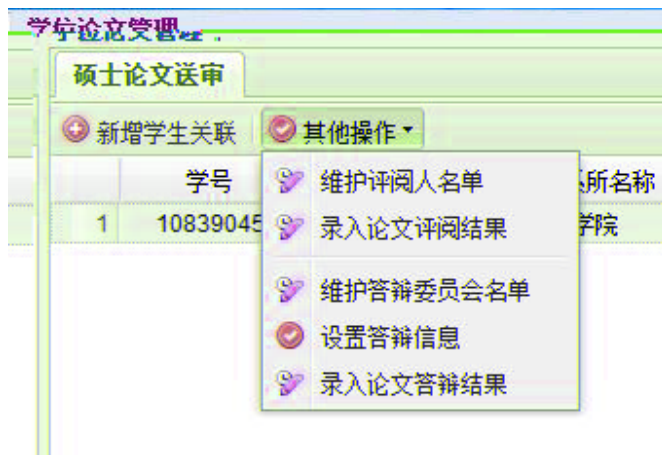 学位论文管理
硕士论文送审
新增学生关联 其他操作
学号 所名称
1 10839045 学院
维护评阅人名单
录入论文评阅结果
维护答辩委员会名单
设置答辩信息
录入论文答辩结果